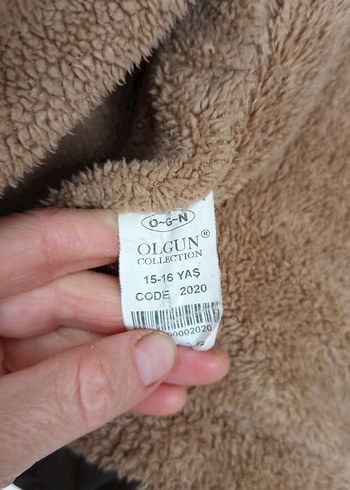 O~G~N
OLGUN®
COLLECTION
15-16 YAŞ
CODE 2020